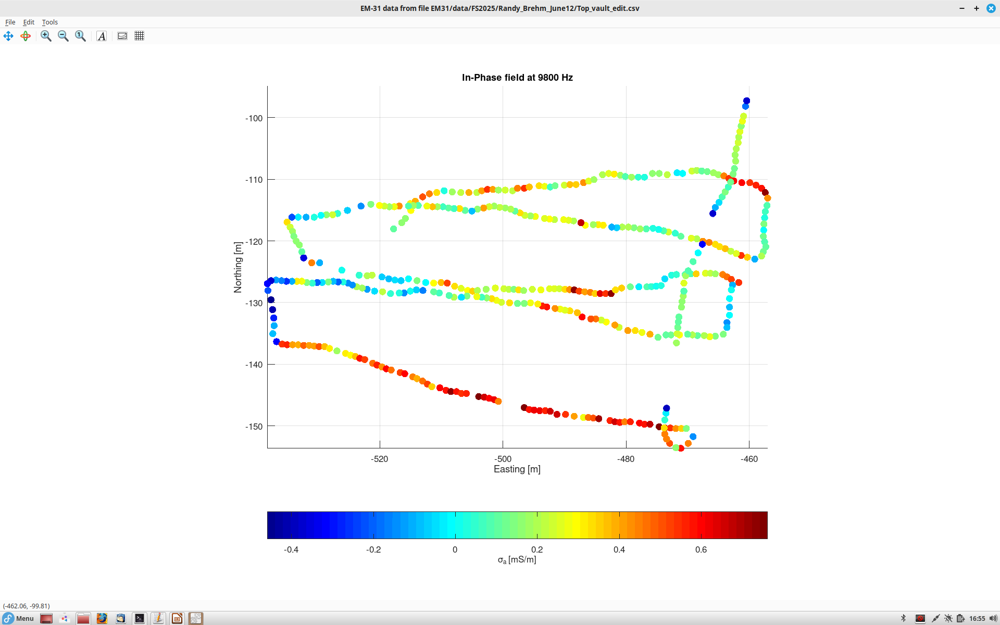 EM-31 data from file EM31/data/FS2025/Randy_Brehm_June12/Top_vault_edit.csv
File Edit Tools
A
In-Phase field at 9800 Hz
-100
-110
-120
-130
-140
-150
Northing [m]
-520 -500 -480 -460
Easting [m]
-0.4 -0.2 0 0.2 0.4 0.6
σa [mS/m]
(-462.06, -99.81)
Menu 16:55